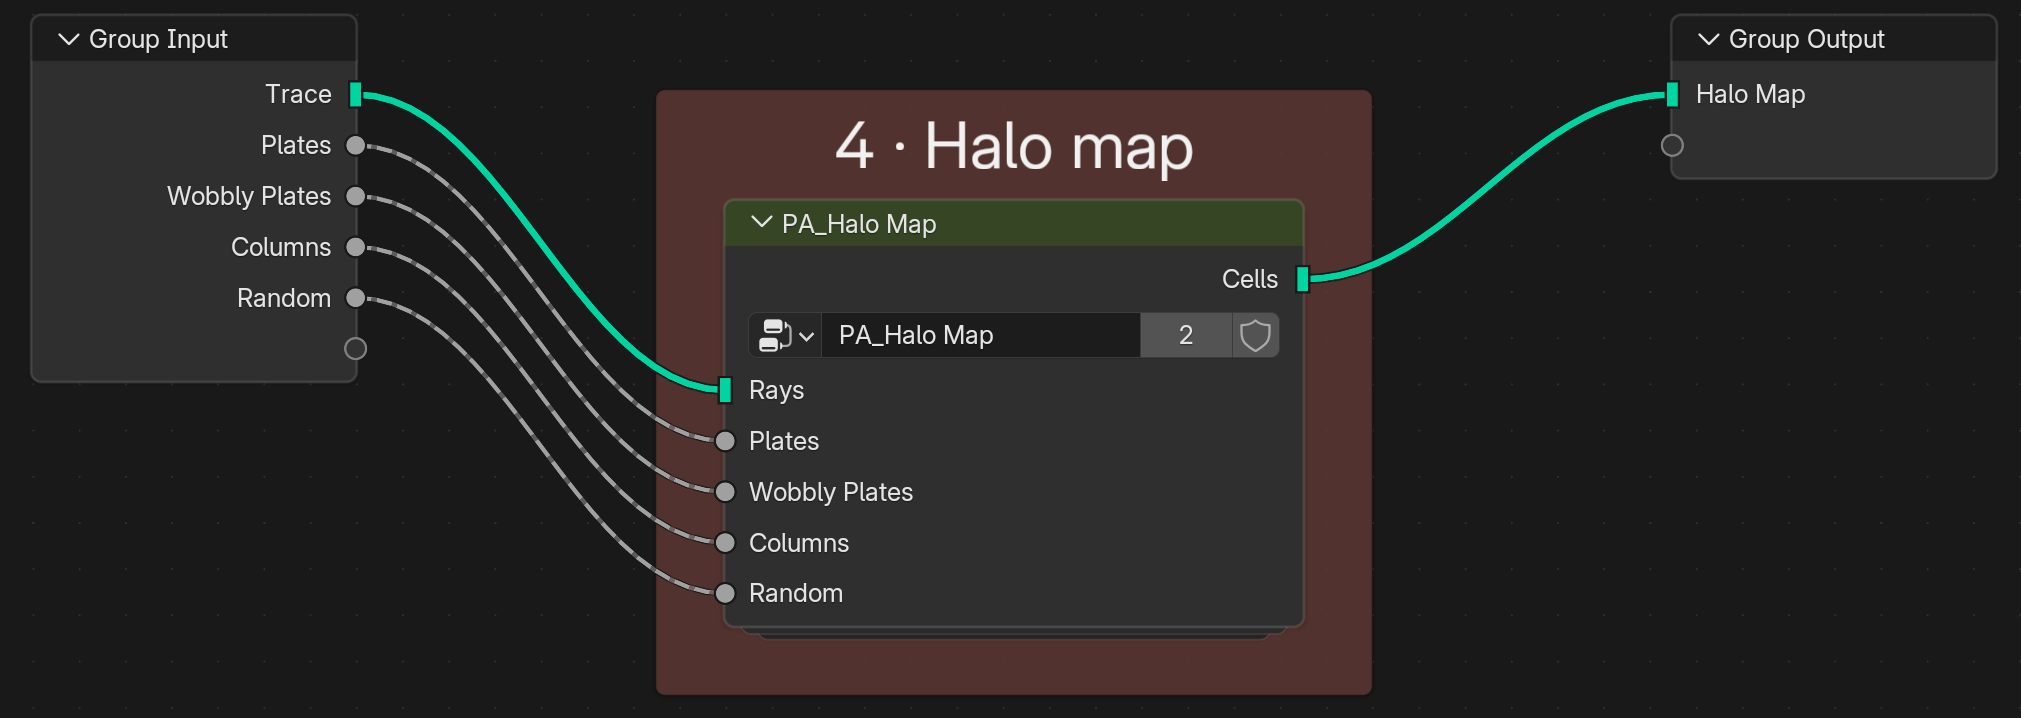 Group Input
Trace
Plates
Wobbly Plates
Columns
Random
4 · Halo map
PA_Halo Map
Cells
PA_Halo Map 2
Rays
Plates
Wobbly Plates
Columns
Random
Group Output
Halo Map